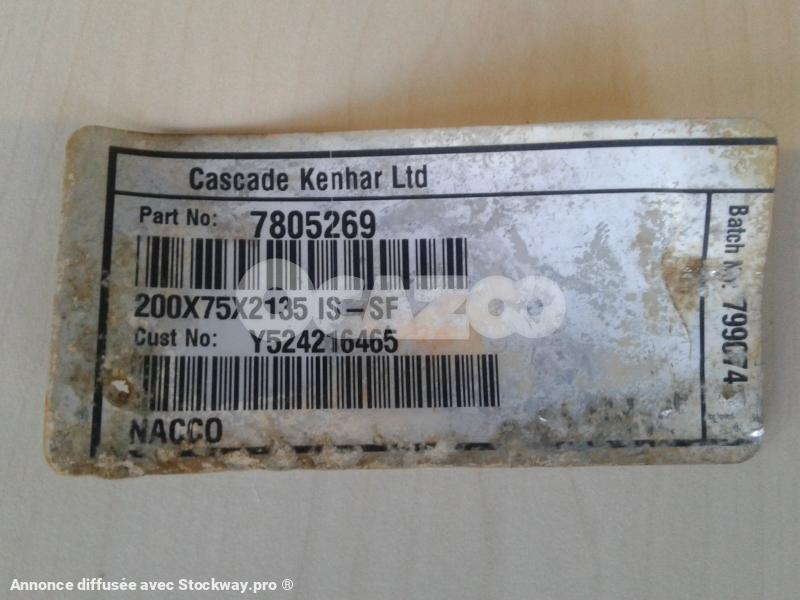 Cascade Kenhar Ltd
Part No: 7805269
200X75X2135 IS-/SF
Cust No: Y524216465
NACCO
Batch No: 799C74
OCAZOO
Annonce diffusée avec Stockway.pro ®